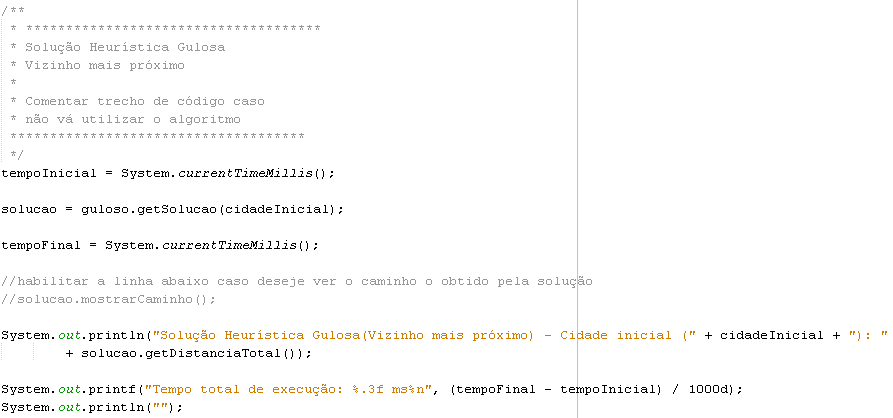 /**
 * *************************************
 * Solução Heurística Gulosa
 * Vizinho mais próximo
 *
 * Comentar trecho de código caso
 * não vá utilizar o algoritmo
 *************************************
 */
tempoInicial = System.currentTimeMillis();
solucao = guloso.getSolucao(cidadeInicial);
tempoFinal = System.currentTimeMillis();
//habilitar a linha abaixo caso deseje ver o caminho o obtido pela solução
//solucao.mostrarCaminho();
System.out.println("Solução Heurística Gulosa(Vizinho mais próximo) - Cidade inicial (" + cidadeInicial + "): "
        + solucao.getDistanciaTotal());
System.out.printf("Tempo total de execução: %.3f ms%n", (tempoFinal - tempoInicial) / 1000d);
System.out.println("");